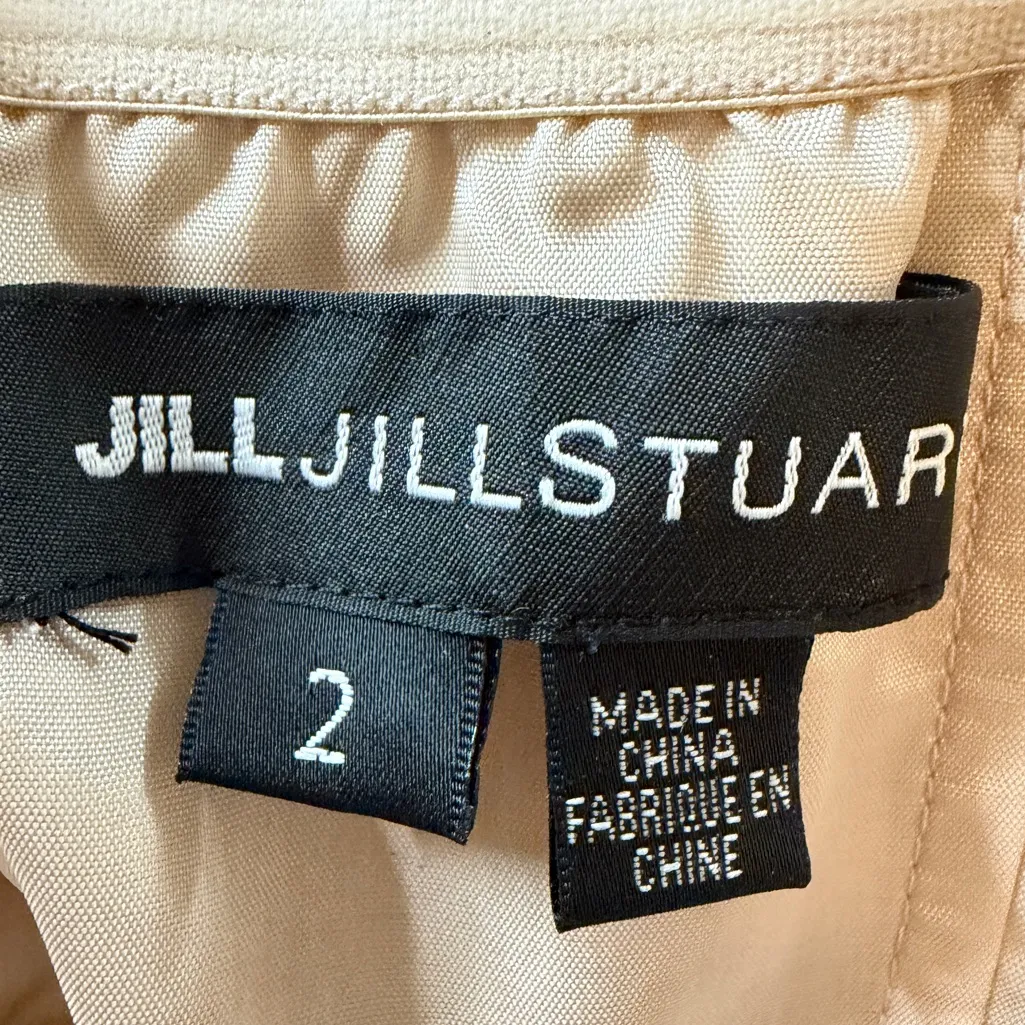 JILLJILLSTUAR
2
MADE IN
CHINA
FABRIQUE EN
CHINE